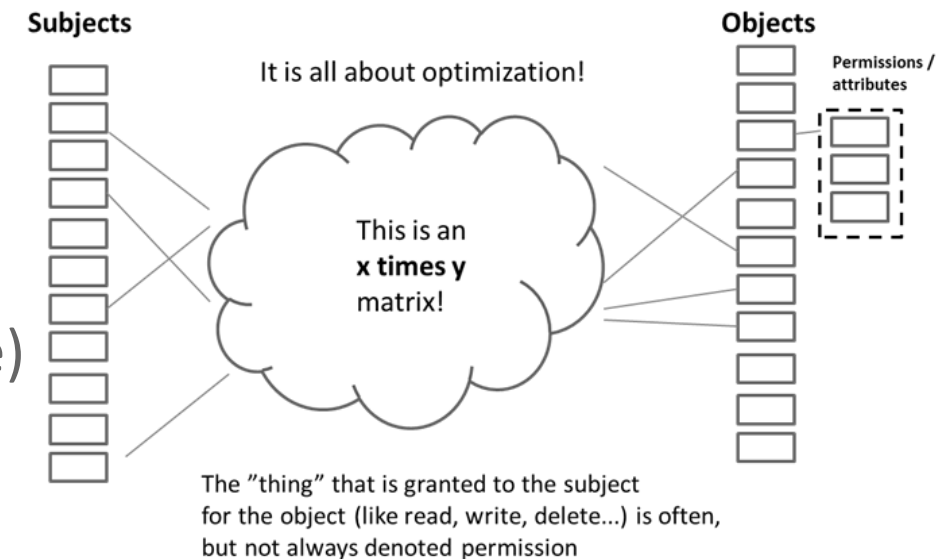 Subjects
Objects
It is all about optimization!
Permissions /
attributes
This is an
x times y
matrix!
e)
The ”thing” that is granted to the subject
for the object (like read, write, delete...) is often,
but not always denoted permission